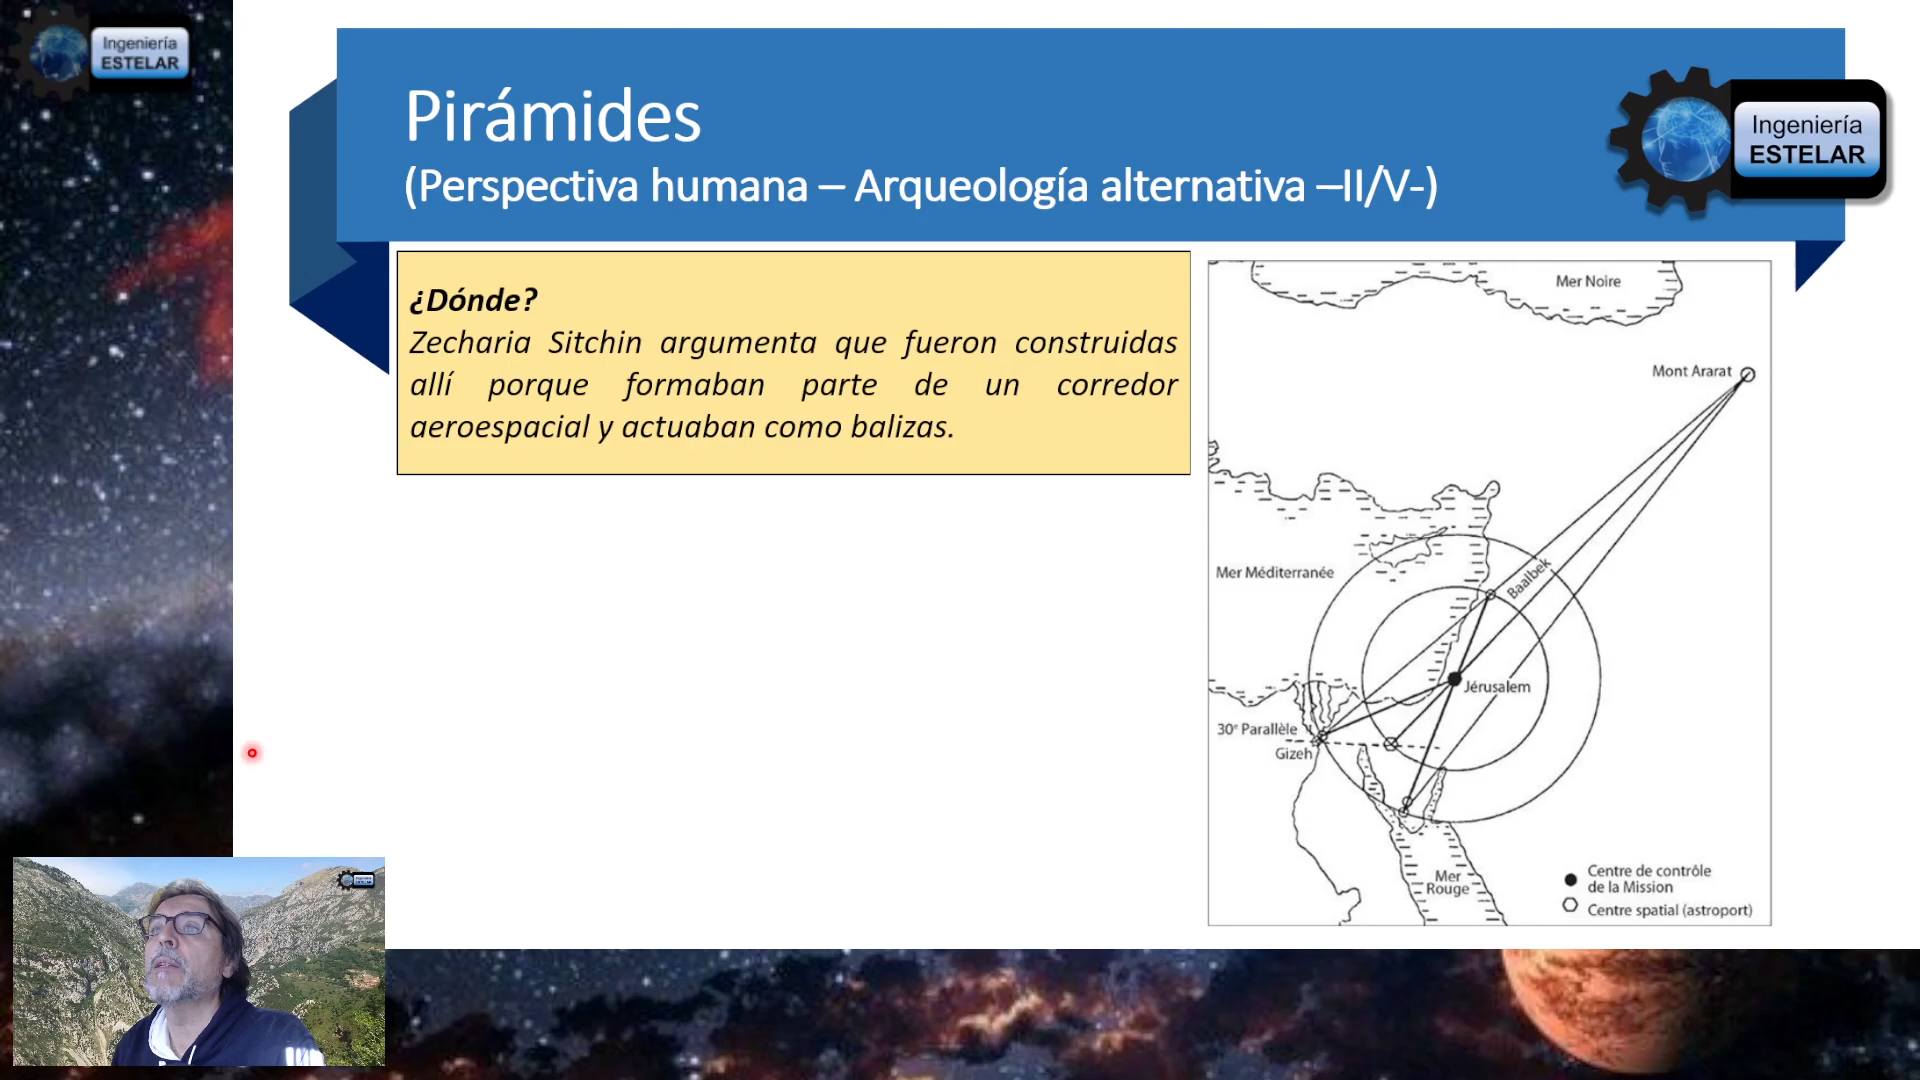 Ingeniería
ESTELAR
Pirámides
(Perspectiva humana – Arqueología alternativa –II/V-)
Ingeniería
ESTELAR
¿Dónde?
Zecharia Sitchin argumenta que fueron construidas
allí porque formaban parte de un corredor
aeroespacial y actuaban como balizas.
Mer Noire
Mont Ararat
Mer Méditerranée
Baalbek
Jérusalem
30e Parallèle
Gizeh
Mer
Rouge
Centre de contrôle
de la Mission
Centre spatial (astroport)